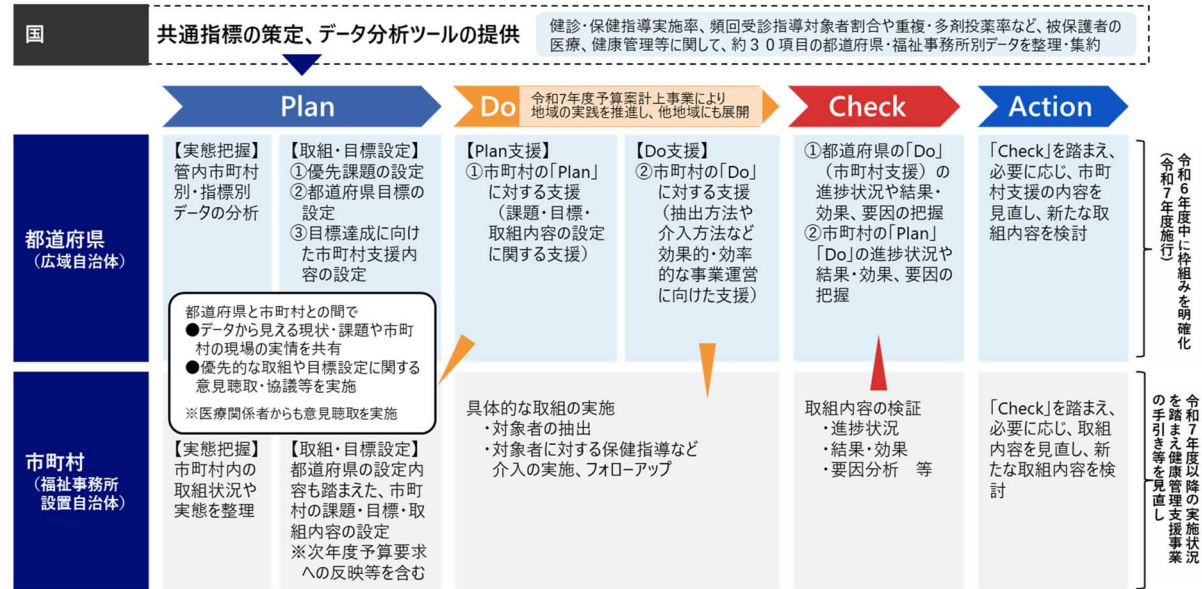 国
共通指標の策定、データ分析ツールの提供
健診・保健指導実施率、頻回受診指導対象者割合や重複・多剤投薬率など、被保護者の
医療、健康管理等に関して、約３０項目の都道府県・福祉事務所別データを整理・集約
Plan
Do
令和7年度予算案計上事業により
地域の実践を推進し、他地域にも展開
Check
Action
都道府県
（広域自治体）
【実態把握】
管内市町村
別・指標別
データの分析
【取組・目標設定】
①優先課題の設定
②都道府県目標の
設定
③目標達成に向け
た市町村支援内
容の設定
【Plan支援】
①市町村の「Plan」
に対する支援
（課題・目標・
取組内容の設定
に関する支援）
【Do支援】
②市町村の「Do」
に対する支援
（抽出方法や
介入方法など
効果的・効率
的な事業運営
に向けた支援）
①都道府県の「Do」
（市町村支援）の
進捗状況や結果・
効果、要因の把握
②市町村の「Plan」
「Do」の進捗状況や
結果・効果、要因の
把握
「Check」を踏まえ、
必要に応じ、市町
村支援の内容を
見直し、新たな取
組内容を検討
令和６年度中に枠組みを明確化
（令和７年度施行）
都道府県と市町村との間で
●データから見える現状・課題や市町
村の現場の実情を共有
●優先的な取組や目標設定に関する
意見聴取・協議等を実施
※医療関係者からも意見聴取を実施
市町村
（福祉事務所
設置自治体）
【実態把握】
市町村内の
取組状況や
実態を整理
【取組・目標設定】
都道府県の設定内
容も踏まえた、市町
村の課題・目標・取
組内容の設定
※次年度予算要求
への反映等を含む
具体的な取組の実施
・対象者の抽出
・対象者に対する保健指導など
介入の実施、フォローアップ
取組内容の検証
・進捗状況
・結果・効果
・要因分析　等
「Check」を踏まえ、
必要に応じ、取組
内容を見直し、新
たな取組内容を検
討
令和７年度以降の実施状況
を踏まえ健康管理支援事業
の手引き等を見直し